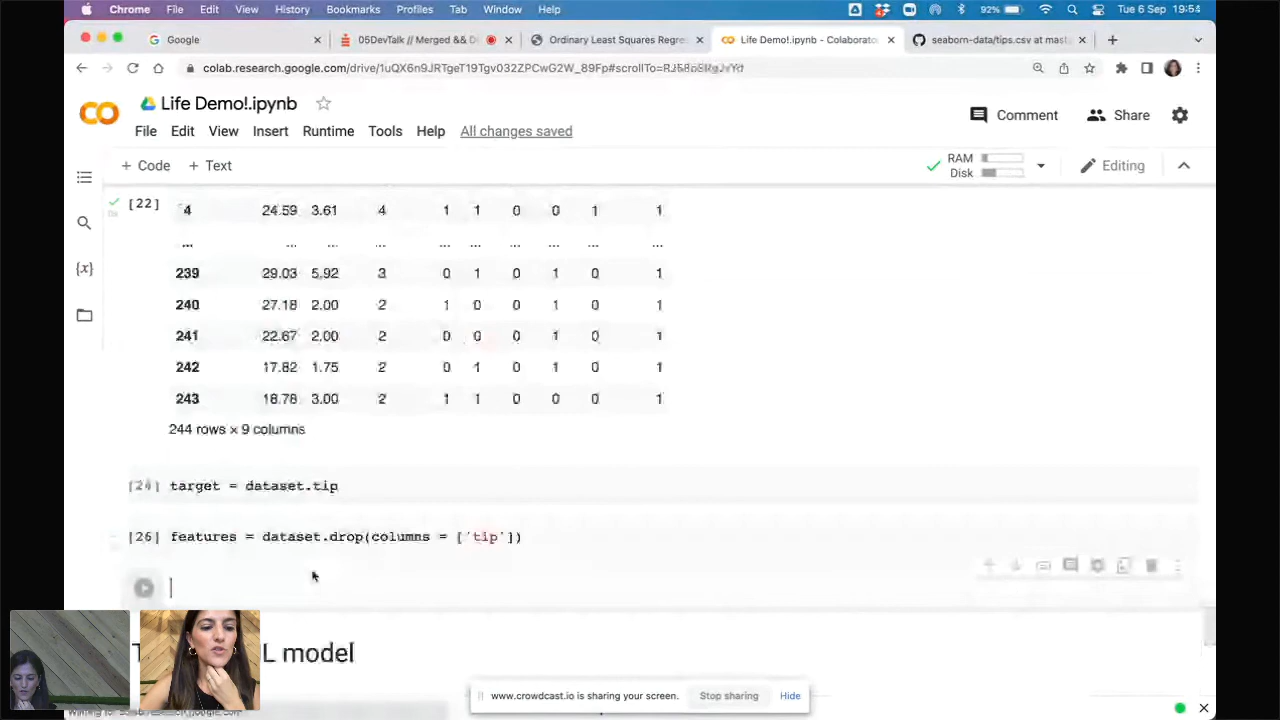 Chrome File Edit View History Bookmarks Profiles Tab Window Help 92% Tue 6 Sep 19:54
Google 05DevTalk // Merged && D Ordinary Least Squares Regre Life Demo!.ipynb - Colaborato seaborn-data/tips.csv at mast
colab.research.google.com/drive/
Life Demo!.ipynb
Comment Share
File Edit View Insert Runtime Tools Help All changes saved
+ Code + Text RAM Disk Editing
[22] 4 24.59 3.61 4 1 1 0 0 1 1
... ... ... ... ... ... ... ... ... ...
239 29.03 5.92 3 0 1 0 1 0 1
240 27.18 2.00 2 1 0 0 1 0 1
241 22.67 2.00 2 0 0 0 1 0 1
242 17.82 1.75 2 0 1 0 1 0 1
243 18.78 3.00 2 1 1 0 0 0 1
244 rows × 9 columns
[24] target = dataset.tip
[26] features = dataset.drop(columns = ['tip'])
L model
www.crowdcast.io is sharing your screen. Stop sharing Hide